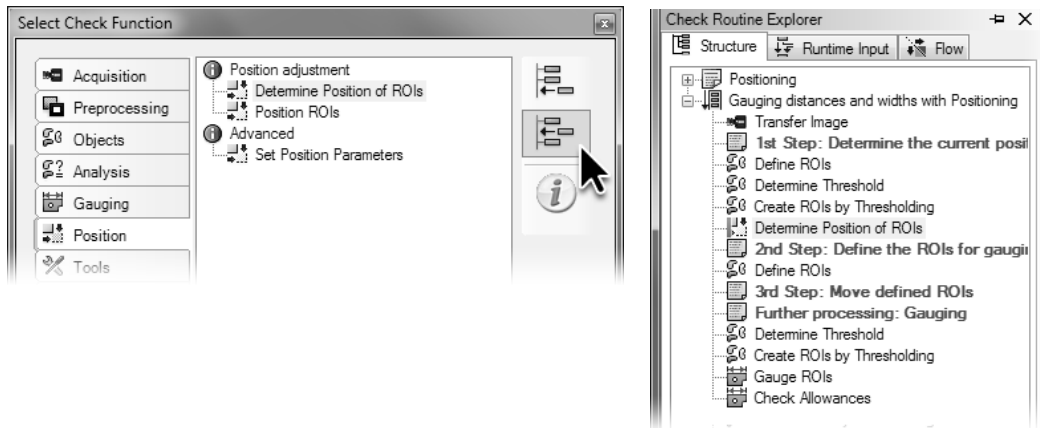 Select Check Function
Acquisition
Preprocessing
Objects
Analysis
Gauging
Position
Tools
Position adjustment
Determine Position of ROIs
Position ROIs
Advanced
Set Position Parameters
Check Routine Explorer
Structure
Runtime Input
Flow
Positioning
Gauging distances and widths with Positioning
Transfer Image
1st Step: Determine the current posi
Define ROIs
Determine Threshold
Create ROIs by Thresholding
Determine Position of ROIs
2nd Step: Define the ROIs for gaugi
Define ROIs
3rd Step: Move defined ROIs
Further processing: Gauging
Determine Threshold
Create ROIs by Thresholding
Gauge ROIs
Check Allowances